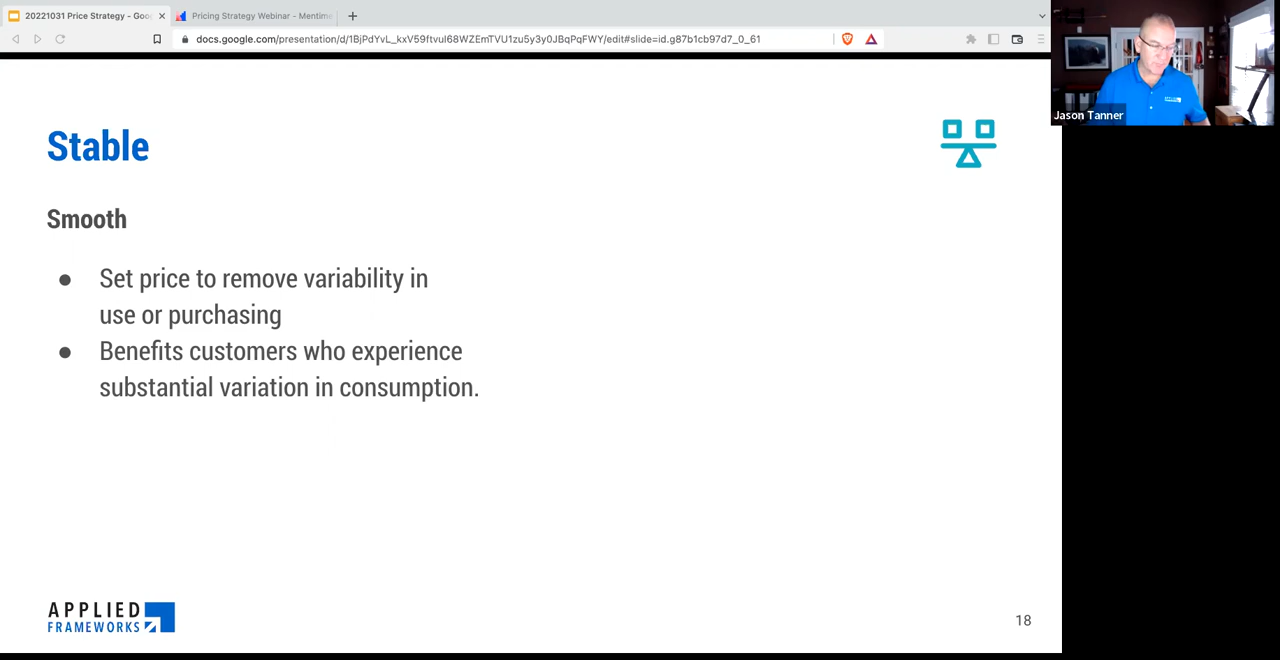 20221031 Price Strategy - Goo
Pricing Strategy Webinar - Mentime
docs.google.com/presentation/d/1BjPdYvL_kxV59ftvul68WZEmTVU1zu5y3y0JBqPqFWY/edit#slide=id.g87b1cb97d7_0_61
Jason Tanner
Stable
Smooth
● Set price to remove variability in
use or purchasing
● Benefits customers who experience
substantial variation in consumption.
APPLIED
FRAMEWORKS
18